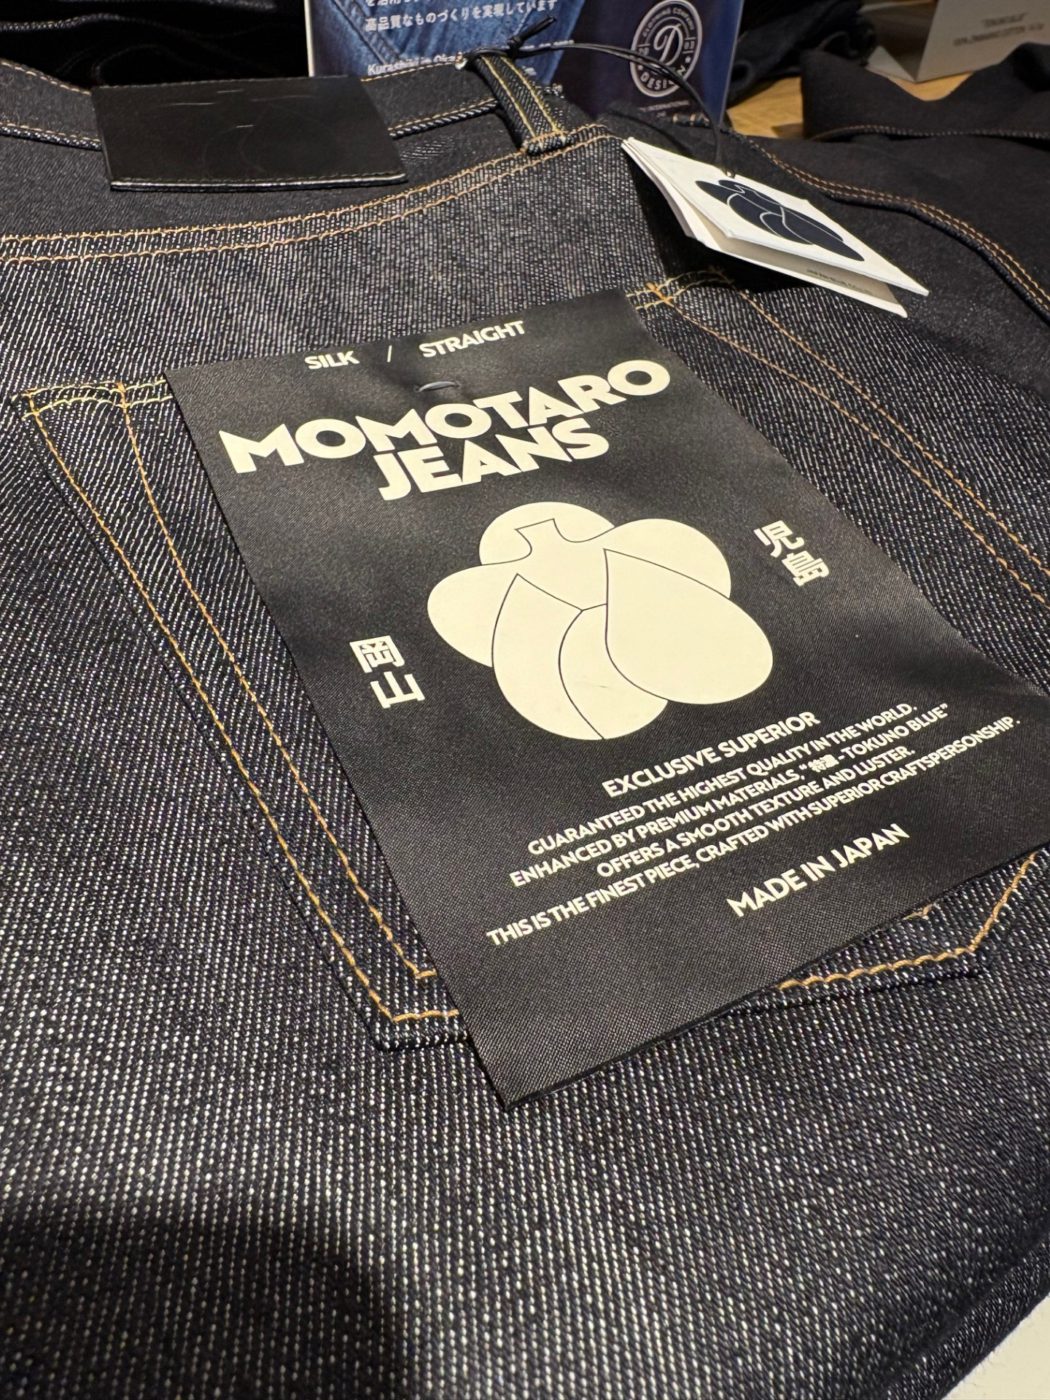 高品質なものづくりを実現しています
SILK / STRAIGHT
MOMOTARO
JEANS
児島
岡山
EXCLUSIVE SUPERIOR
GUARANTEED THE HIGHEST QUALITY IN THE WORLD.
ENHANCED BY PREMIUM MATERIALS, "特濃 - TOKUNO BLUE"
OFFERS A SMOOTH TEXTURE AND LUSTER
THIS IS THE FINEST PIECE, CRAFTED WITH SUPERIOR CRAFTSPERSONSHIP.
MADE IN JAPAN